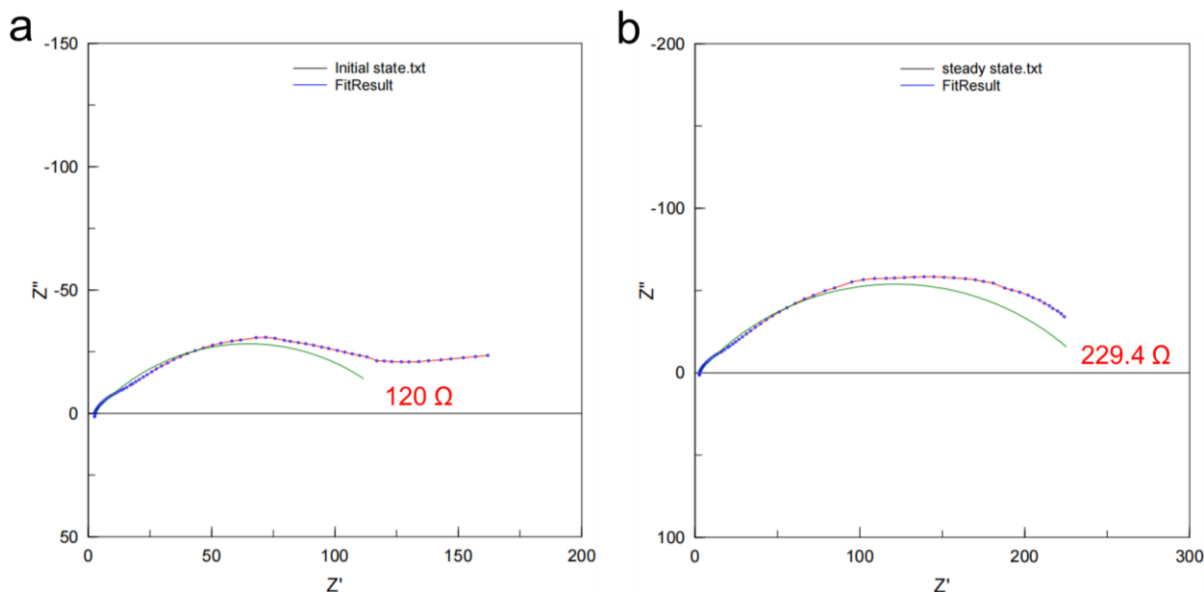 a
-150
-100
-50
0
50
Z"
Initial state.txt
FitResult
120 Ω
0
50
100
150
200
Z'
b
-200
-100
0
100
Z"
steady state.txt
FitResult
229.4 Ω
0
100
200
300
Z'